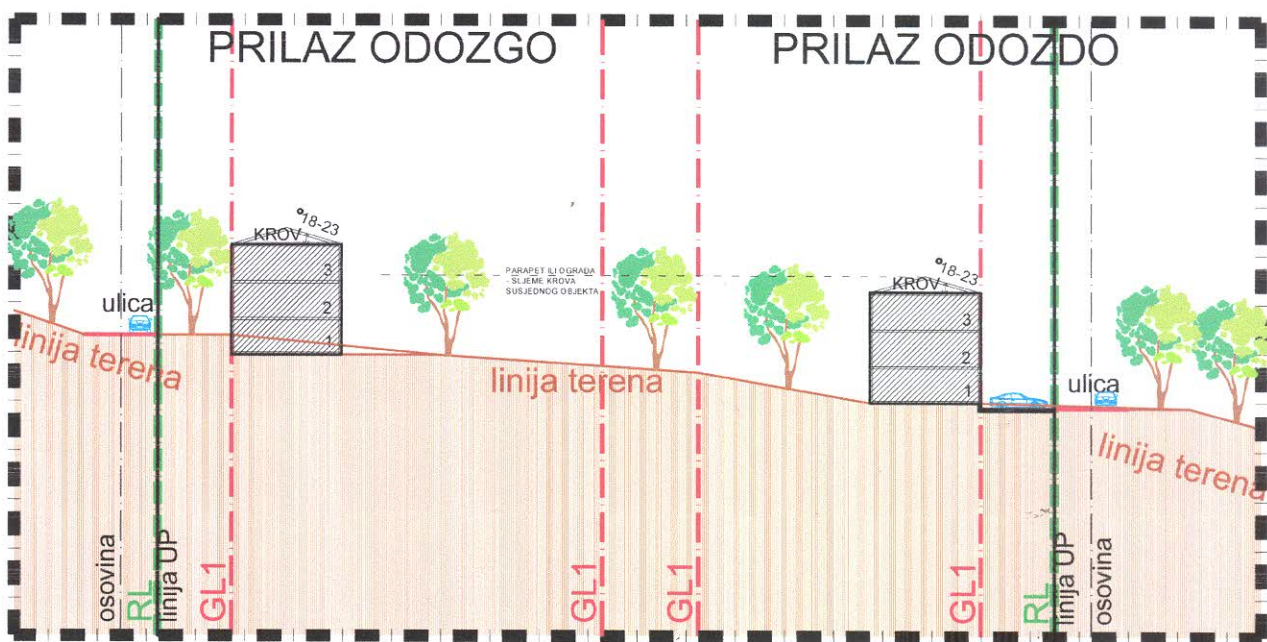 PRILAZ ODOZGO
PRILAZ ODOZDO
°18-23
KROV
3
2
1
ulica
linija terena
PARAPET ILI OGRADA
- SLJEME KROVA
SUSJEDNOG OBJEKTA
linija terena
°18-23
KROV
3
2
1
ulica
linija terena
osovina
RL
linija UP
GL1
GL1
GL1
GL1
RL
linija UP
osovina